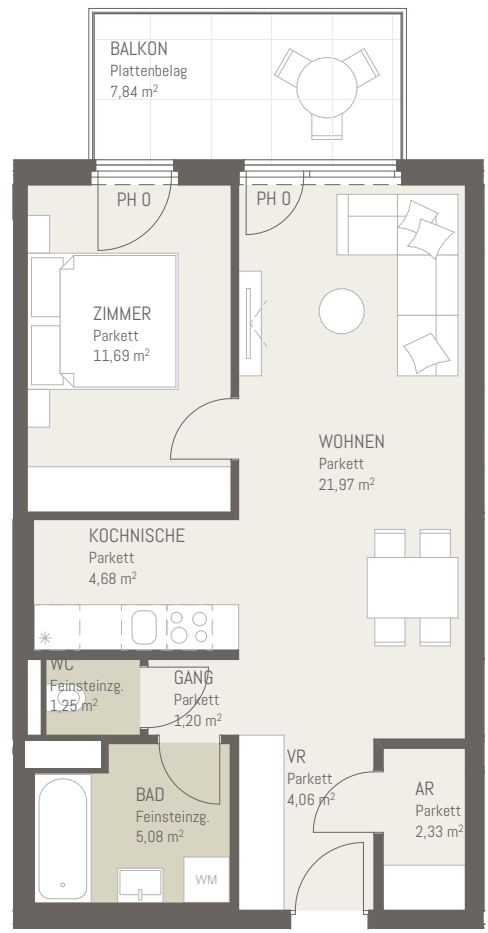 BALKON
Plattenbelag
7,84 m²
PH 0
PH 0
ZIMMER
Parkett
11,69 m²
WOHNEN
Parkett
21,97 m²
KOCHNISCHE
Parkett
4,68 m²
WC
Feinsteinzg.
1,25 m²
GANG
Parkett
1,20 m²
VR
Parkett
4,06 m²
AR
Parkett
2,33 m²
BAD
Feinsteinzg.
5,08 m²
WM